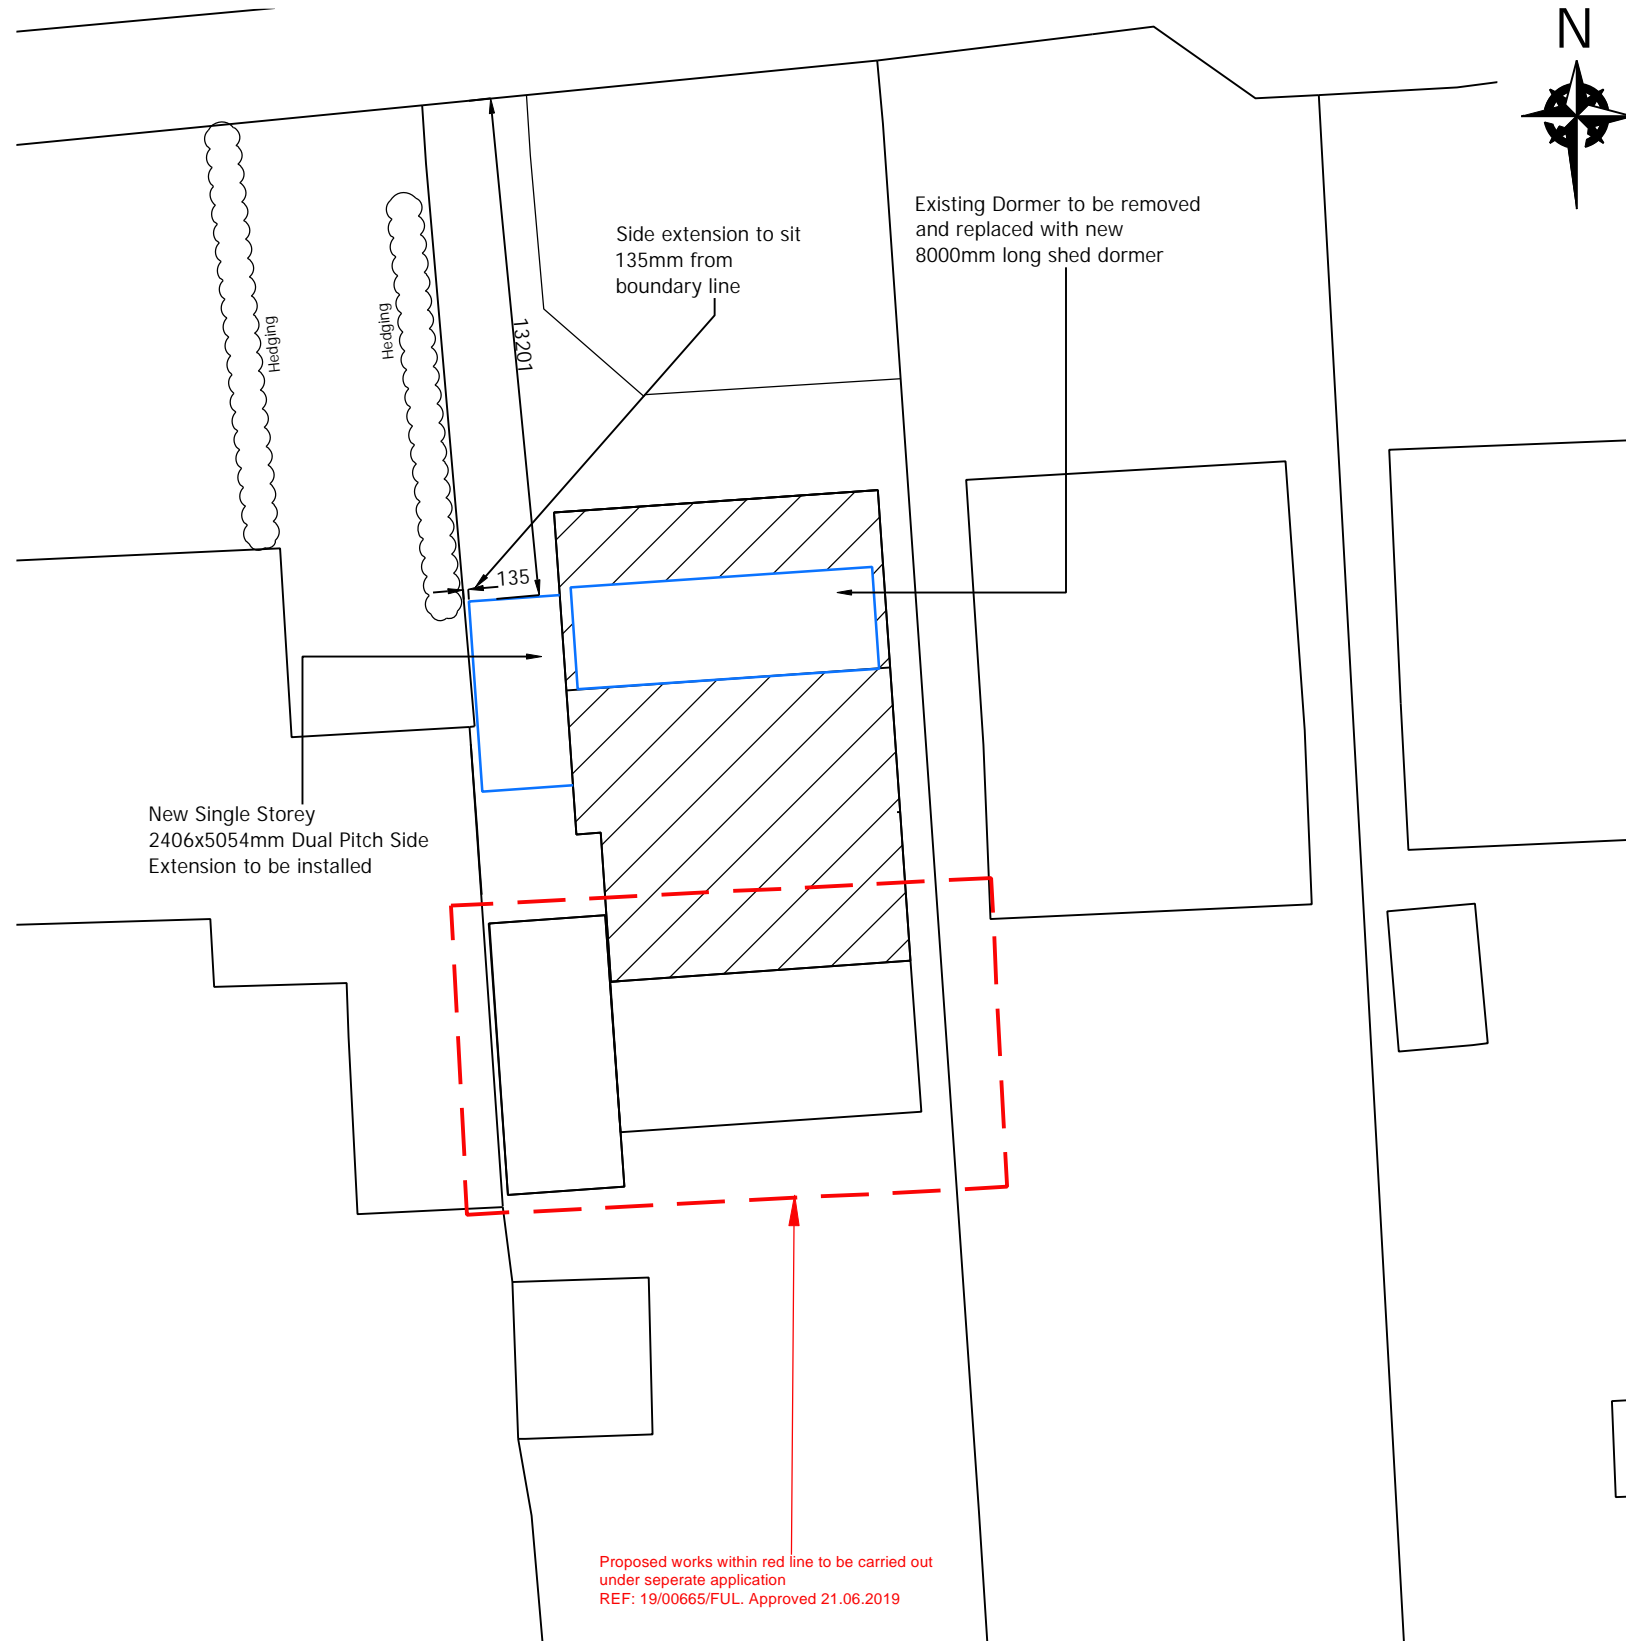 N
Existing Dormer to be removed
and replaced with new
8000mm long shed dormer
Side extension to sit
135mm from
boundary line
Hedging
Hedging
13201
135
New Single Storey
2406x5054mm Dual Pitch Side
Extension to be installed
Proposed works within red line to be carried out
under seperate application
REF: 19/00665/FUL. Approved 21.06.2019